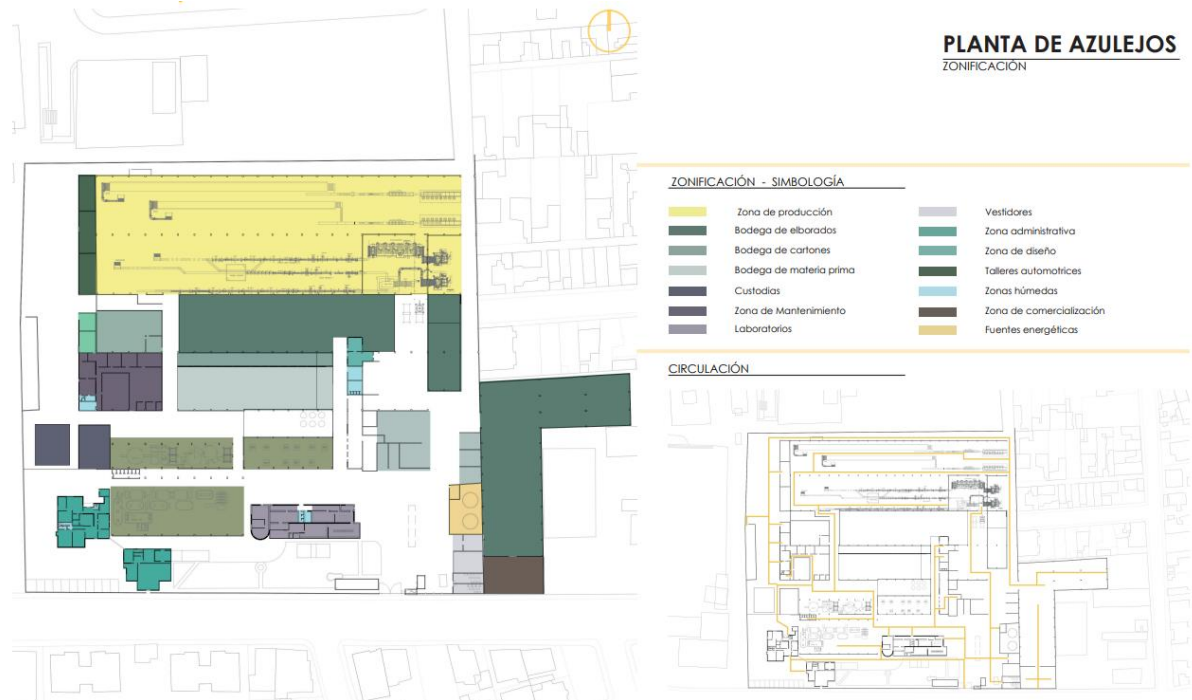 PLANTA DE AZULEJOS
ZONIFICACIÓN
ZONIFICACIÓN - SIMBOLOGÍA
Zona de producción
Bodega de elborados
Bodega de cartones
Bodega de materia prima
Custodias
Zona de Mantenimiento
Laboratorios
Vestidores
Zona administrativa
Zona de diseño
Talleres automotrices
Zonas húmedas
Zona de comercialización
Fuentes energéticas
CIRCULACIÓN